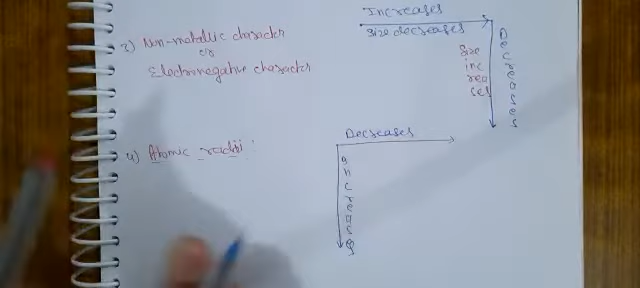 3) Non-metallic character
or
Electronegative character
Increases
size decreases
size
inc
rea
ses
Decreases
4) Atomic radii :
Decreases
Increases